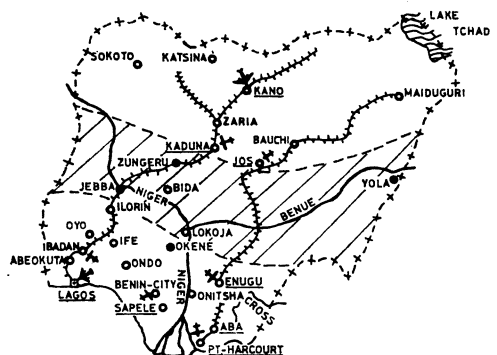 LAKE
TCHAD
KATSINA
SOKOTO
KANO
MAIDUGURI
ZARIA
KADUNA
BAUCHI
ZUNGERU
JOS
JEBBA
NIGER
BIDA
YOLA
ILORIN
BENUE
OYO
LOKOJA
IBADAN
IFE
OKENE
ABEOKUTA
ONDO
NIGER
ENUGU
LAGOS
BENIN-CITY
ONITSHA
CROSS
SAPELE
ABA
PT-HARCOURT